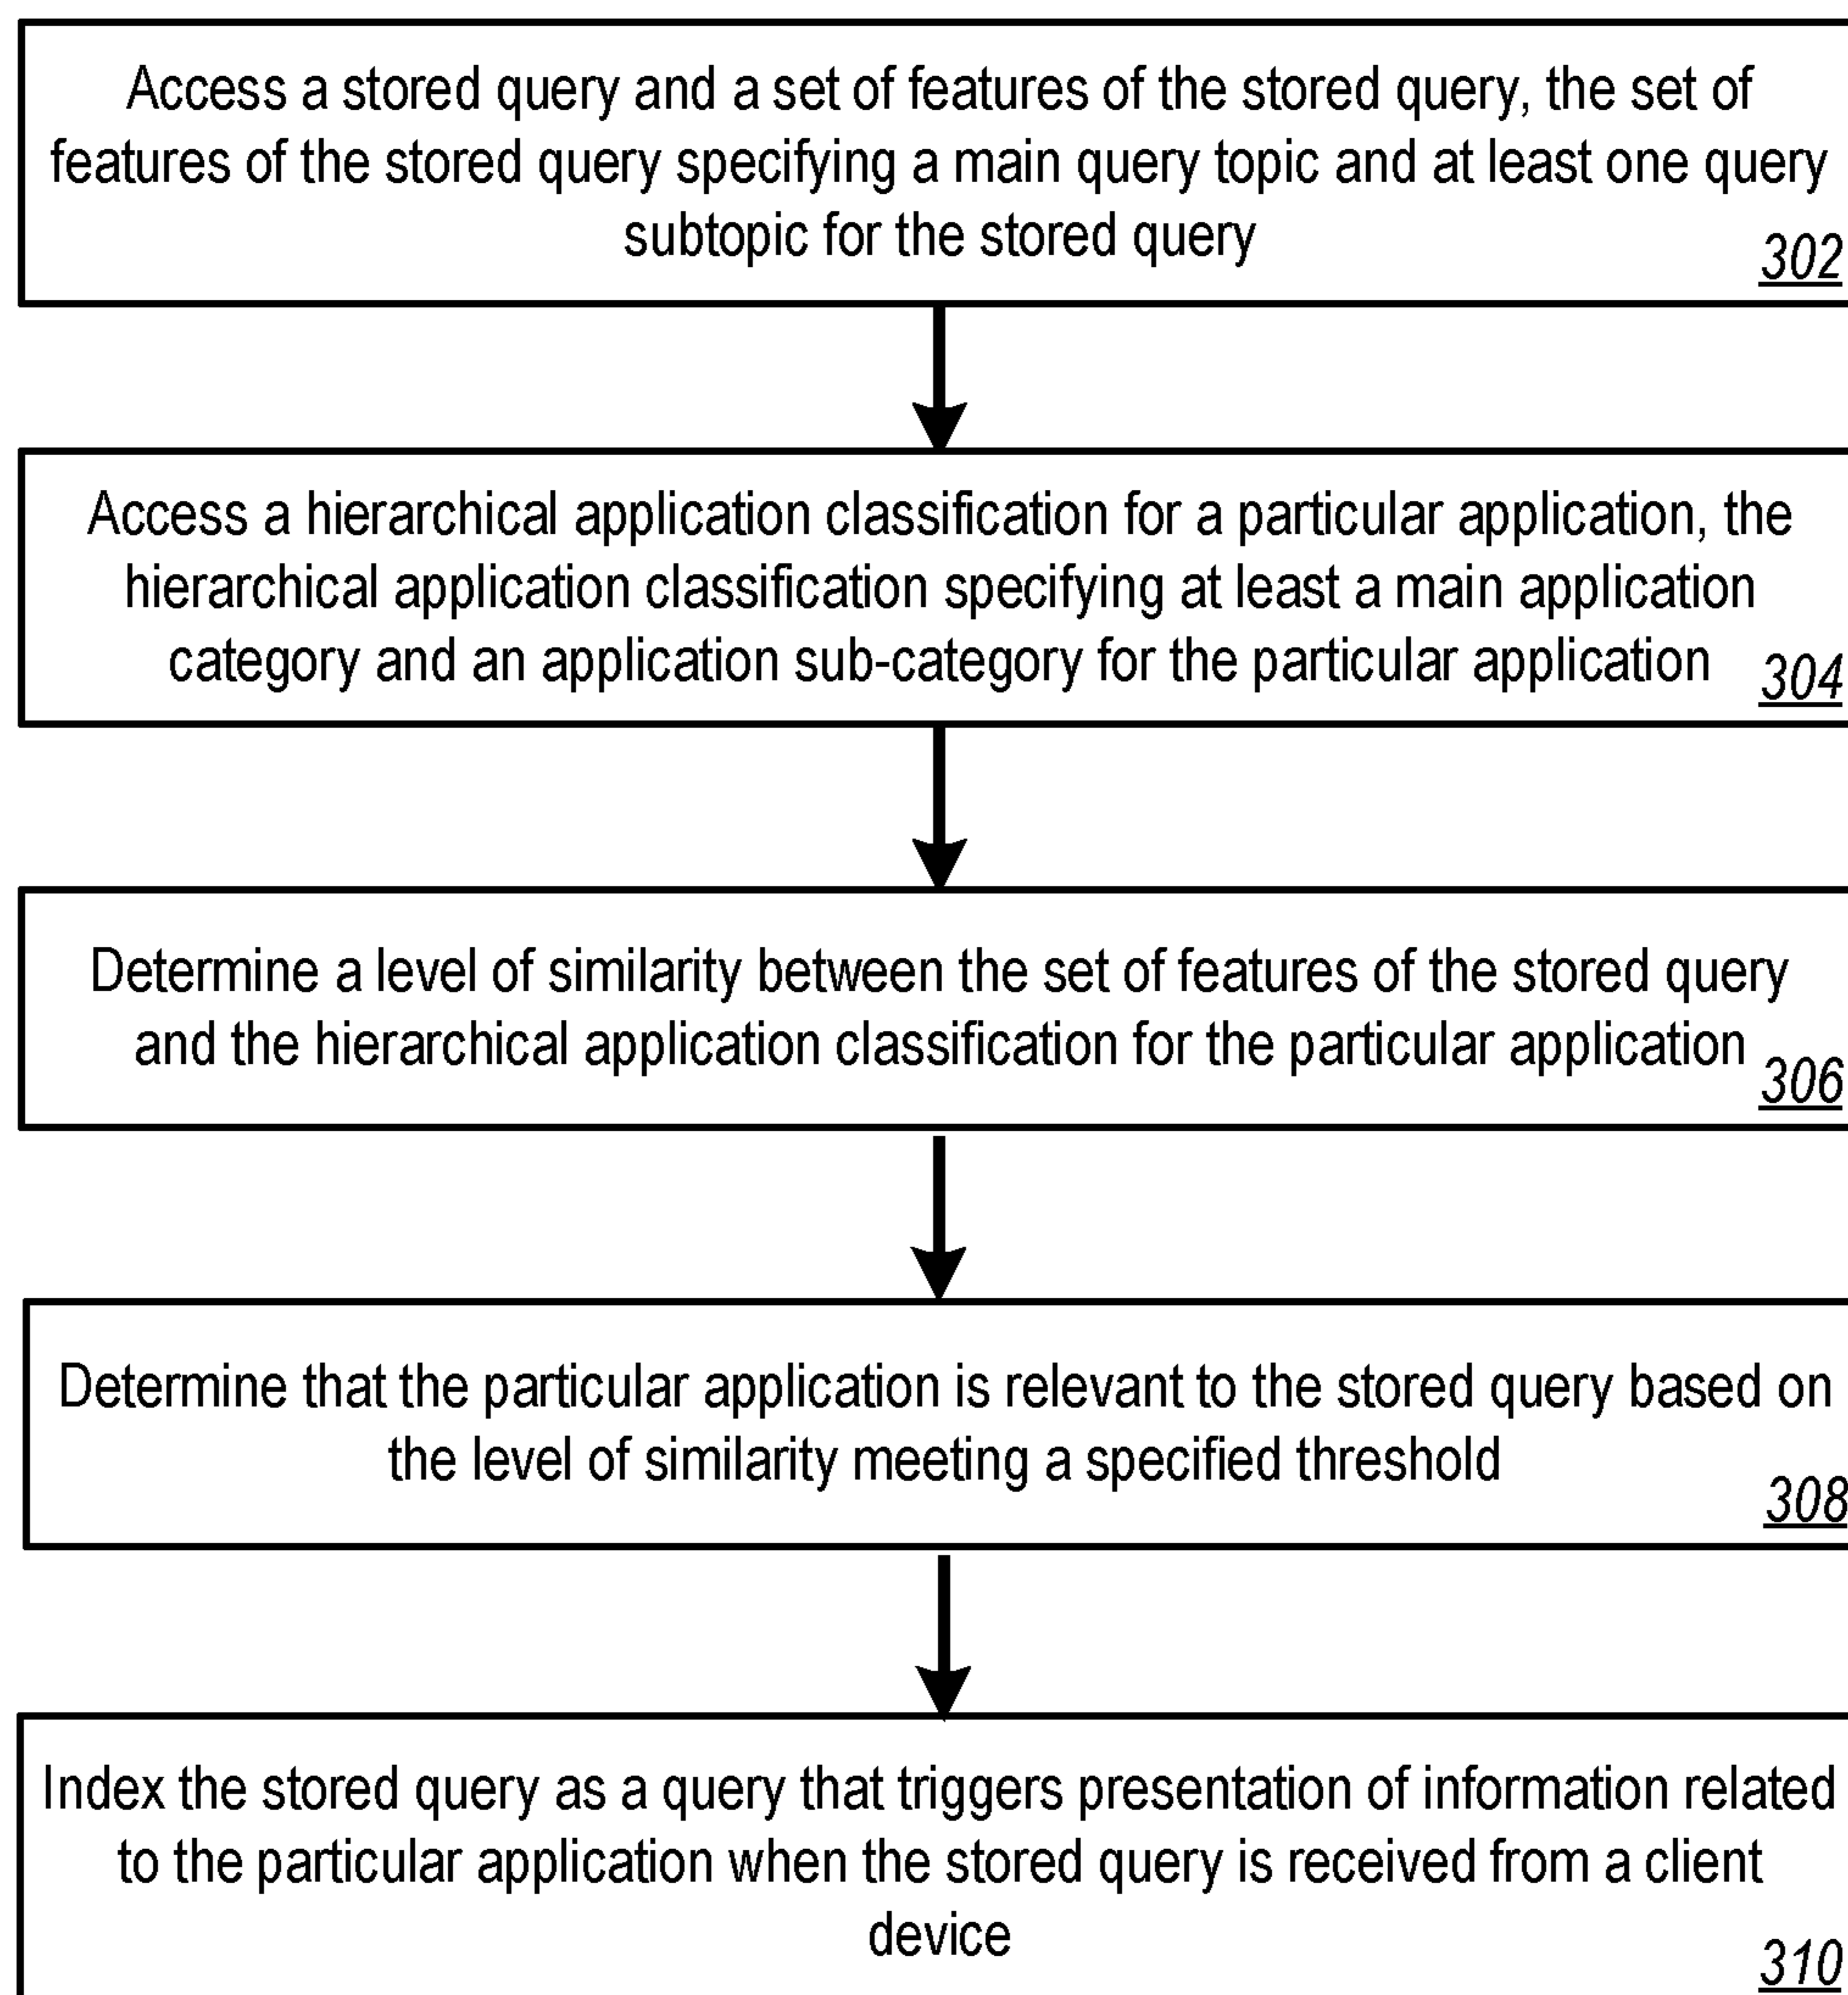 Access a stored query and a set of features of the stored query, the set of
features of the stored query specifying a main query topic and at least one query
subtopic for the stored query
302
Access a hierarchical application classification for a particular application, the
hierarchical application classification specifying at least a main application
category and an application sub-category for the particular application
304
Determine a level of similarity between the set of features of the stored query
and the hierarchical application classification for the particular application
306
Determine that the particular application is relevant to the stored query based on
the level of similarity meeting a specified threshold
308
Index the stored query as a query that triggers presentation of information related
to the particular application when the stored query is received from a client
device
310